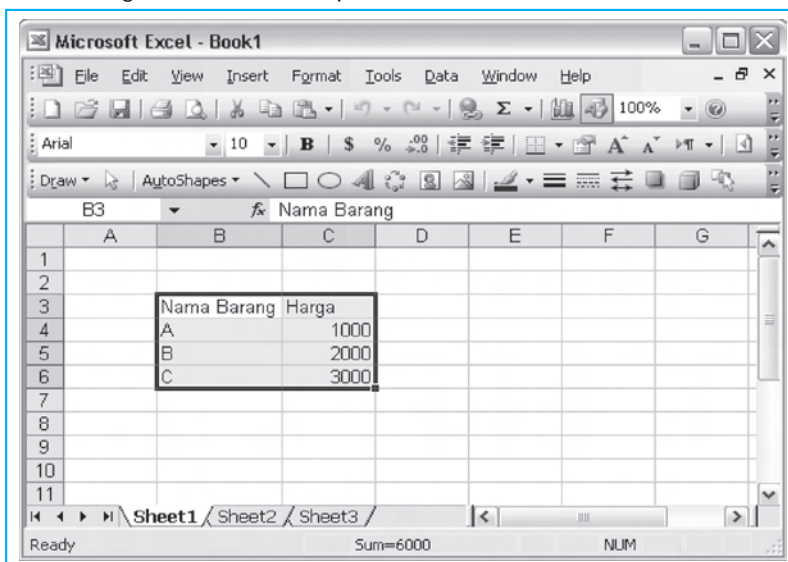 Microsoft Excel - Book1
File Edit View Insert Format Tools Data Window Help
100%
Arial 10 B $ %
Draw AutoShapes
B3 fx Nama Barang
A B C D E F G
1
2
3 Nama Barang Harga
4 A 1000
5 B 2000
6 C 3000
7
8
9
10
11
Sheet1 Sheet2 Sheet3
Ready Sum=6000 NUM